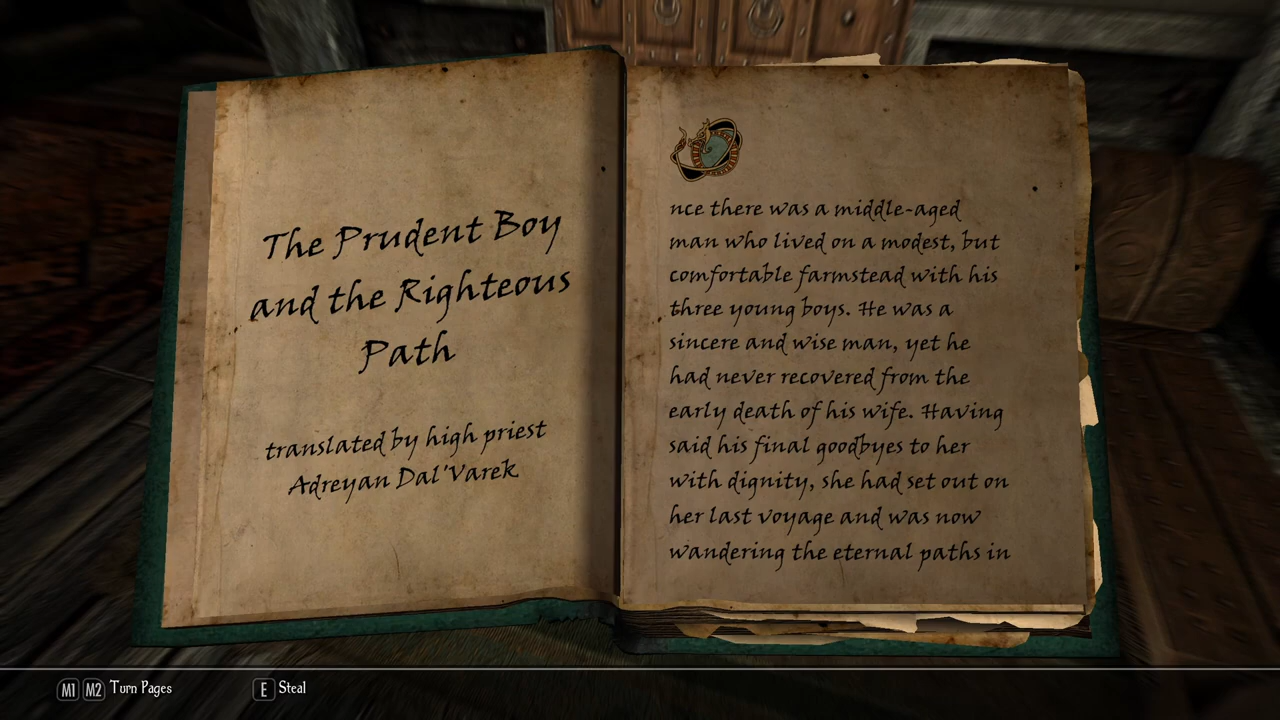 The Prudent Boy
and the Righteous
Path
translated by high priest
Adreyan Dal'Varek
Once there was a middle-aged
man who lived on a modest, but
comfortable farmstead with his
three young boys. He was a
sincere and wise man, yet he
had never recovered from the
early death of his wife. Having
said his final goodbyes to her
with dignity, she had set out on
her last voyage and was now
wandering the eternal paths in
M1 M2 Turn Pages
E Steal